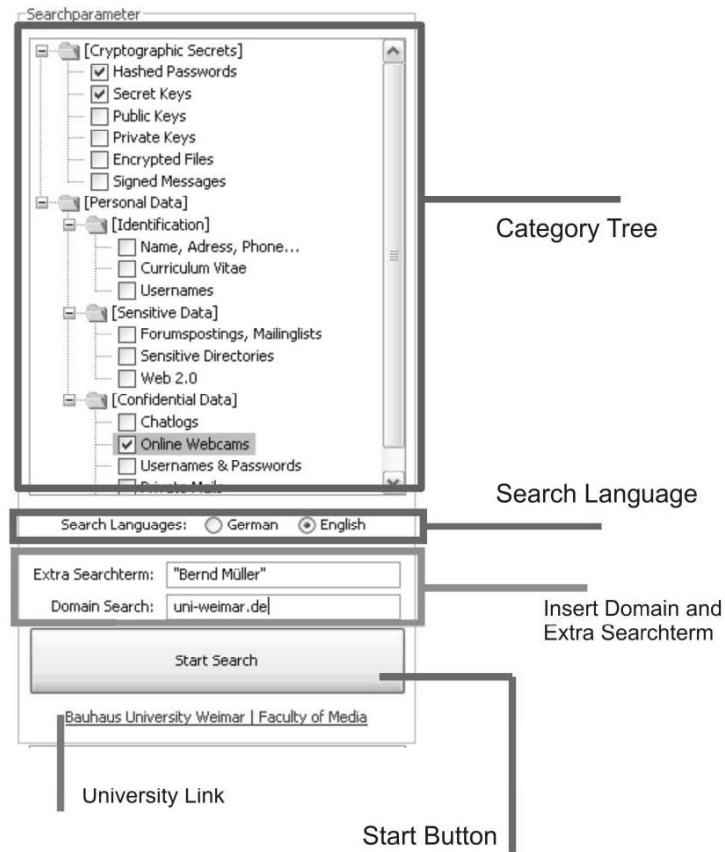 Searchparameter
[Cryptographic Secrets]
Hashed Passwords
Secret Keys
Public Keys
Private Keys
Encrypted Files
Signed Messages
[Personal Data]
[Identification]
Name, Adress, Phone...
Curriculum Vitae
Usernames
[Sensitive Data]
Forumspostings, Mailinglists
Sensitive Directories
Web 2.0
[Confidential Data]
Chatlogs
Online Webcams
Usernames & Passwords
Private Mails
Category Tree
Search Languages: German English
Search Language
Extra Searchterm: "Bernd Müller"
Domain Search: uni-weimar.de
Insert Domain and
Extra Searchterm
Start Search
Bauhaus University Weimar | Faculty of Media
University Link
Start Button